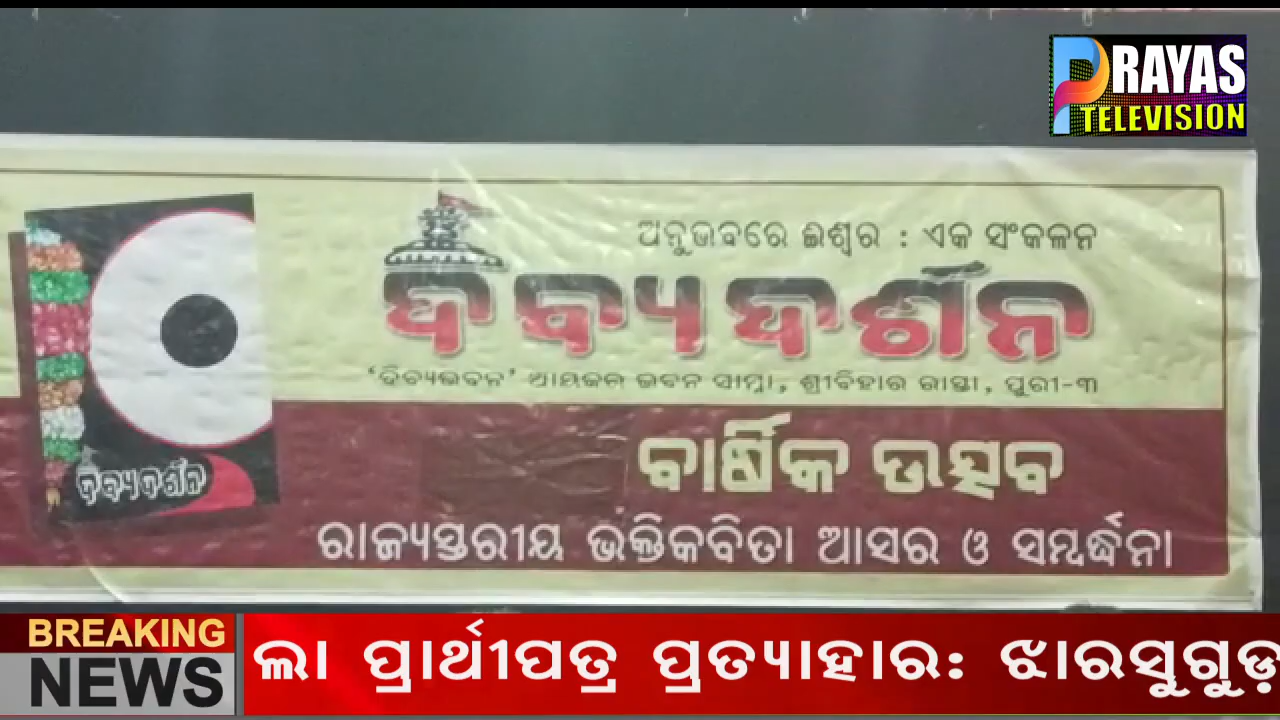 PRAYAS
TELEVISION
ଅନୁଭବରେ ଈଶ୍ୱର : ଏକ ସଂକଳନ
ଦିବ୍ୟଦର୍ଶନ
‘ଦିବ୍ୟଭବନ’ ଆୟକର ଭବନ ସାମ୍ନା, ଶ୍ରୀବିହାର ରାସ୍ତା, ପୁରୀ-୩
ଦିବ୍ୟଦର୍ଶନ
ବାର୍ଷିକ ଉତ୍ସବ
ରାଜ୍ୟସ୍ତରୀୟ ଭକ୍ତିକବିତା ଆସର ଓ ସମ୍ବର୍ଦ୍ଧନା
BREAKING
NEWS
ଲା ପ୍ରାର୍ଥୀପତ୍ର ପ୍ରତ୍ୟାହାର: ଝାରସୁଗୁଡ଼